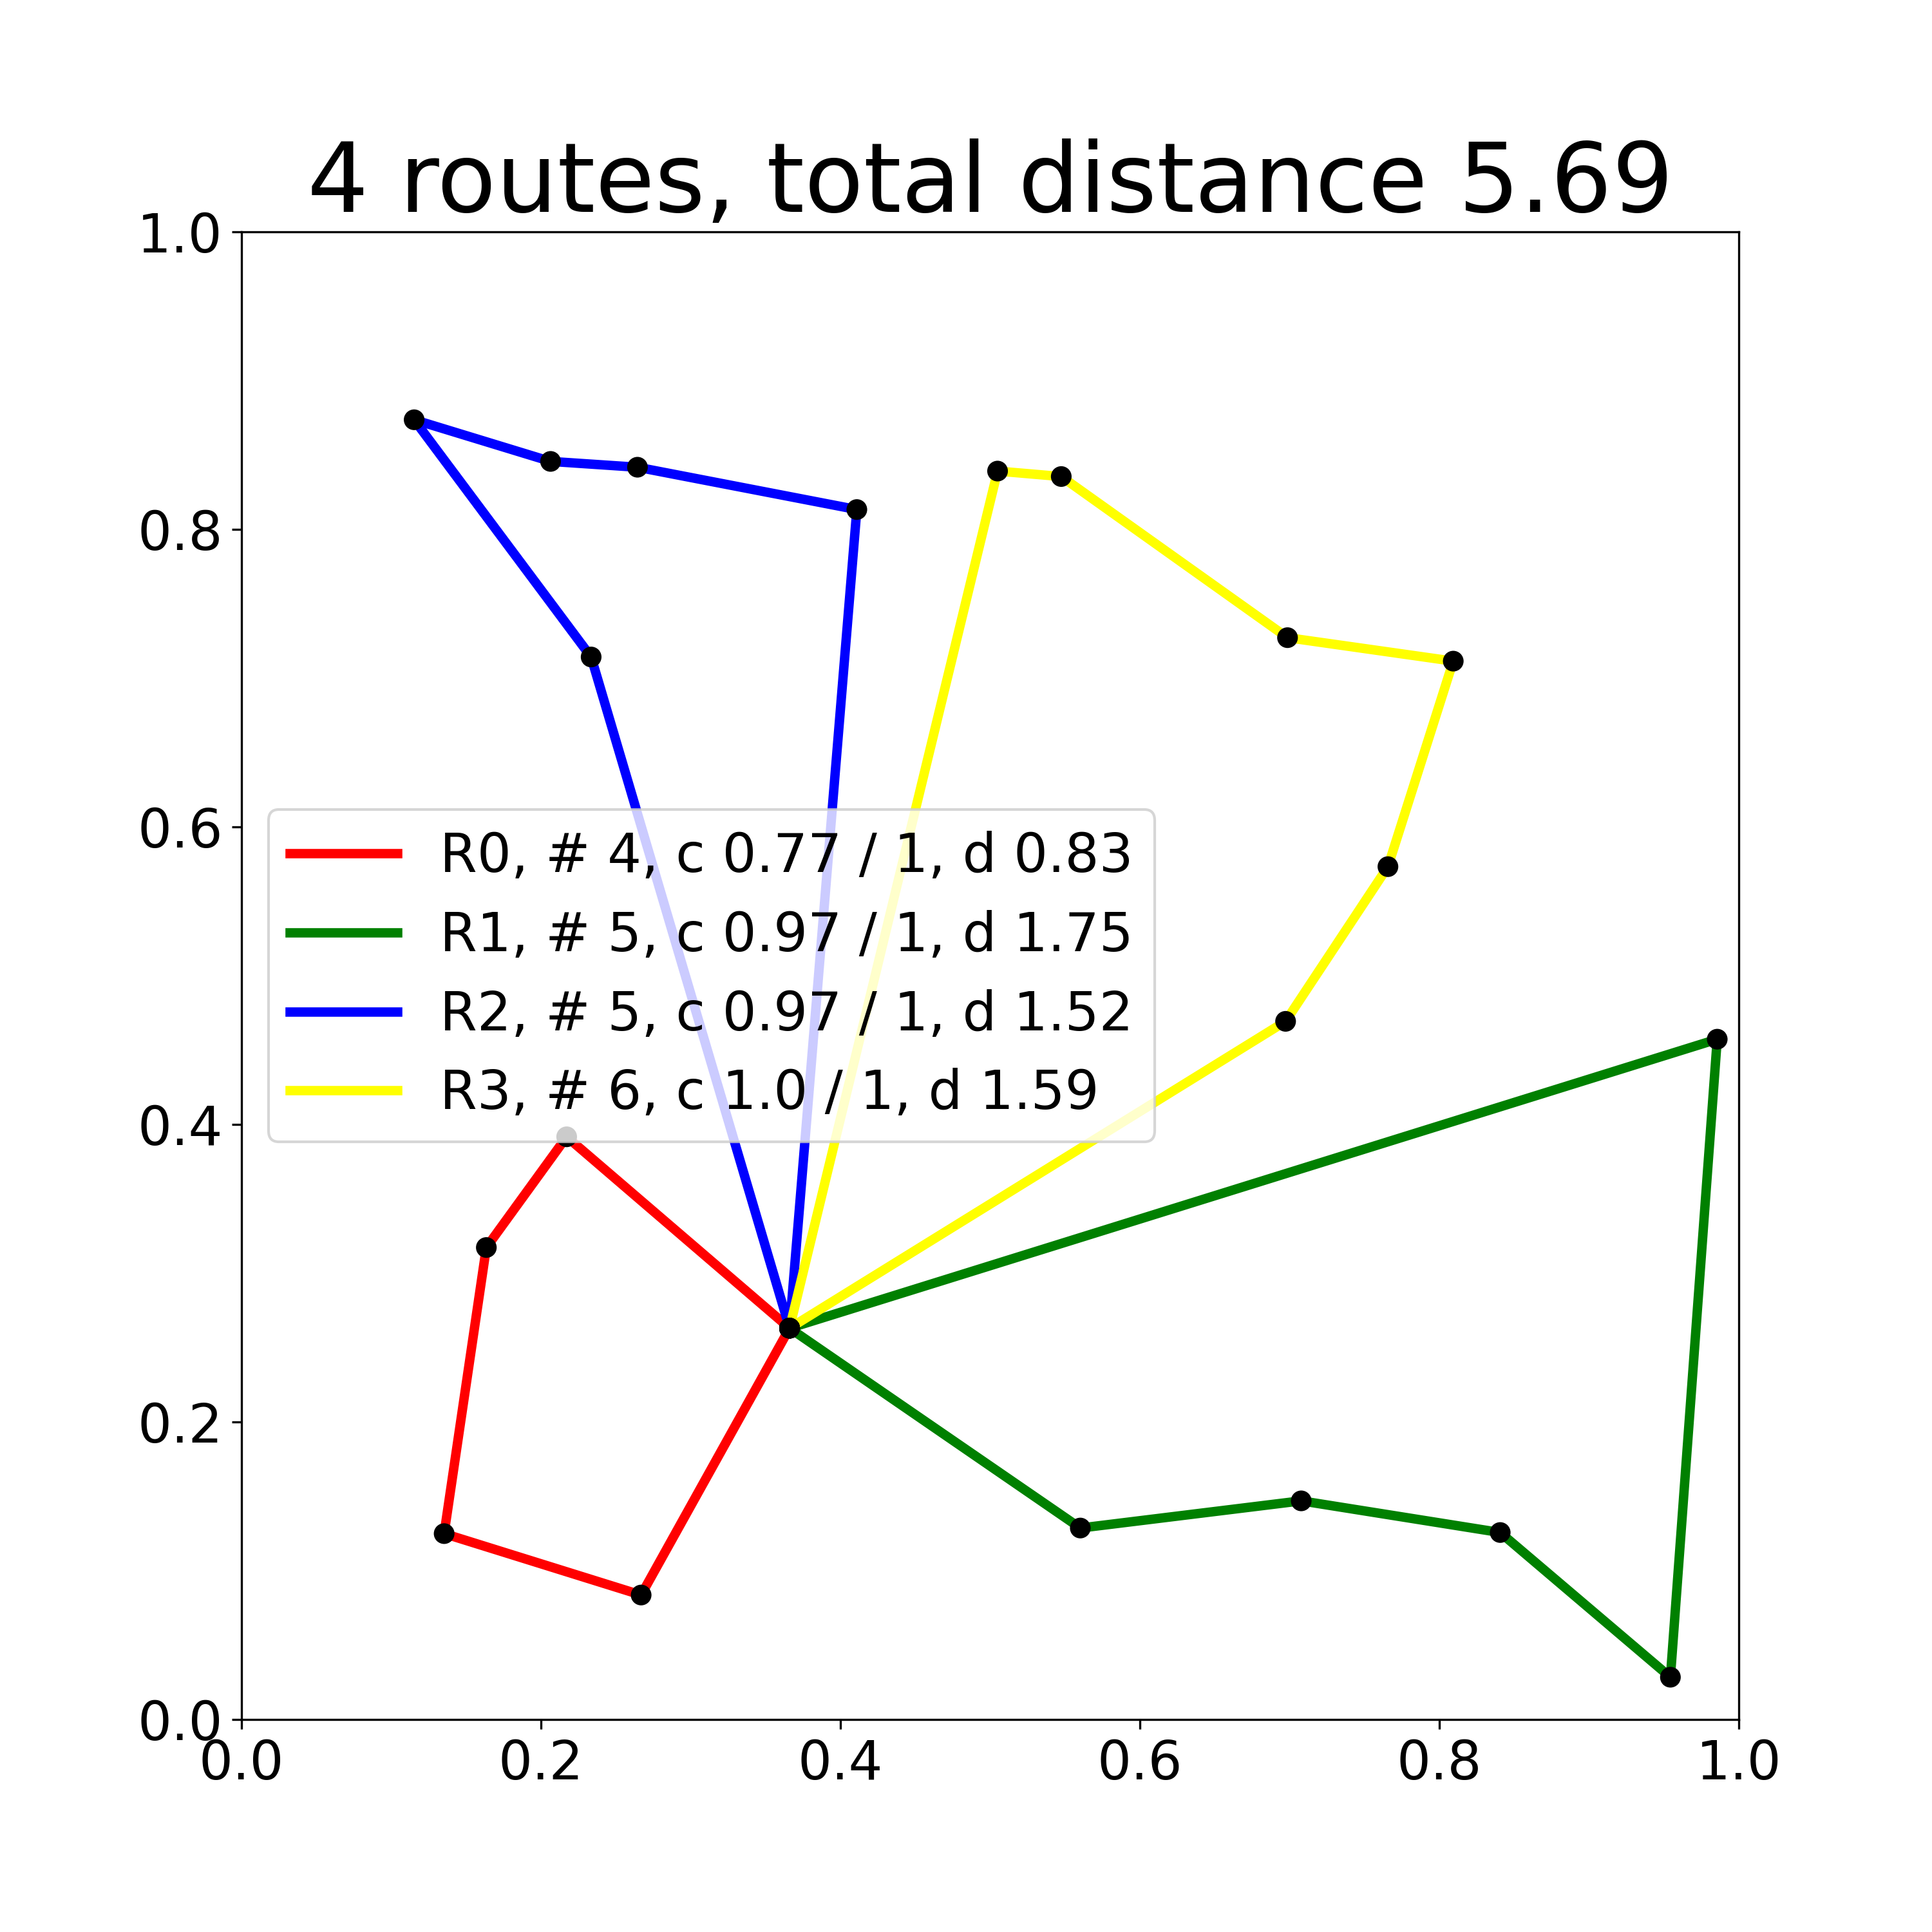 4 routes, total distance 5.69
1.0
0.8
0.6
0.4
0.2
0.0
R0, # 4, c 0.77 / 1, d 0.83
R1, # 5, c 0.97 / 1, d 1.75
R2, # 5, c 0.97 / 1, d 1.52
R3, # 6, c 1.0 / 1, d 1.59
0.0 0.2 0.4 0.6 0.8 1.0